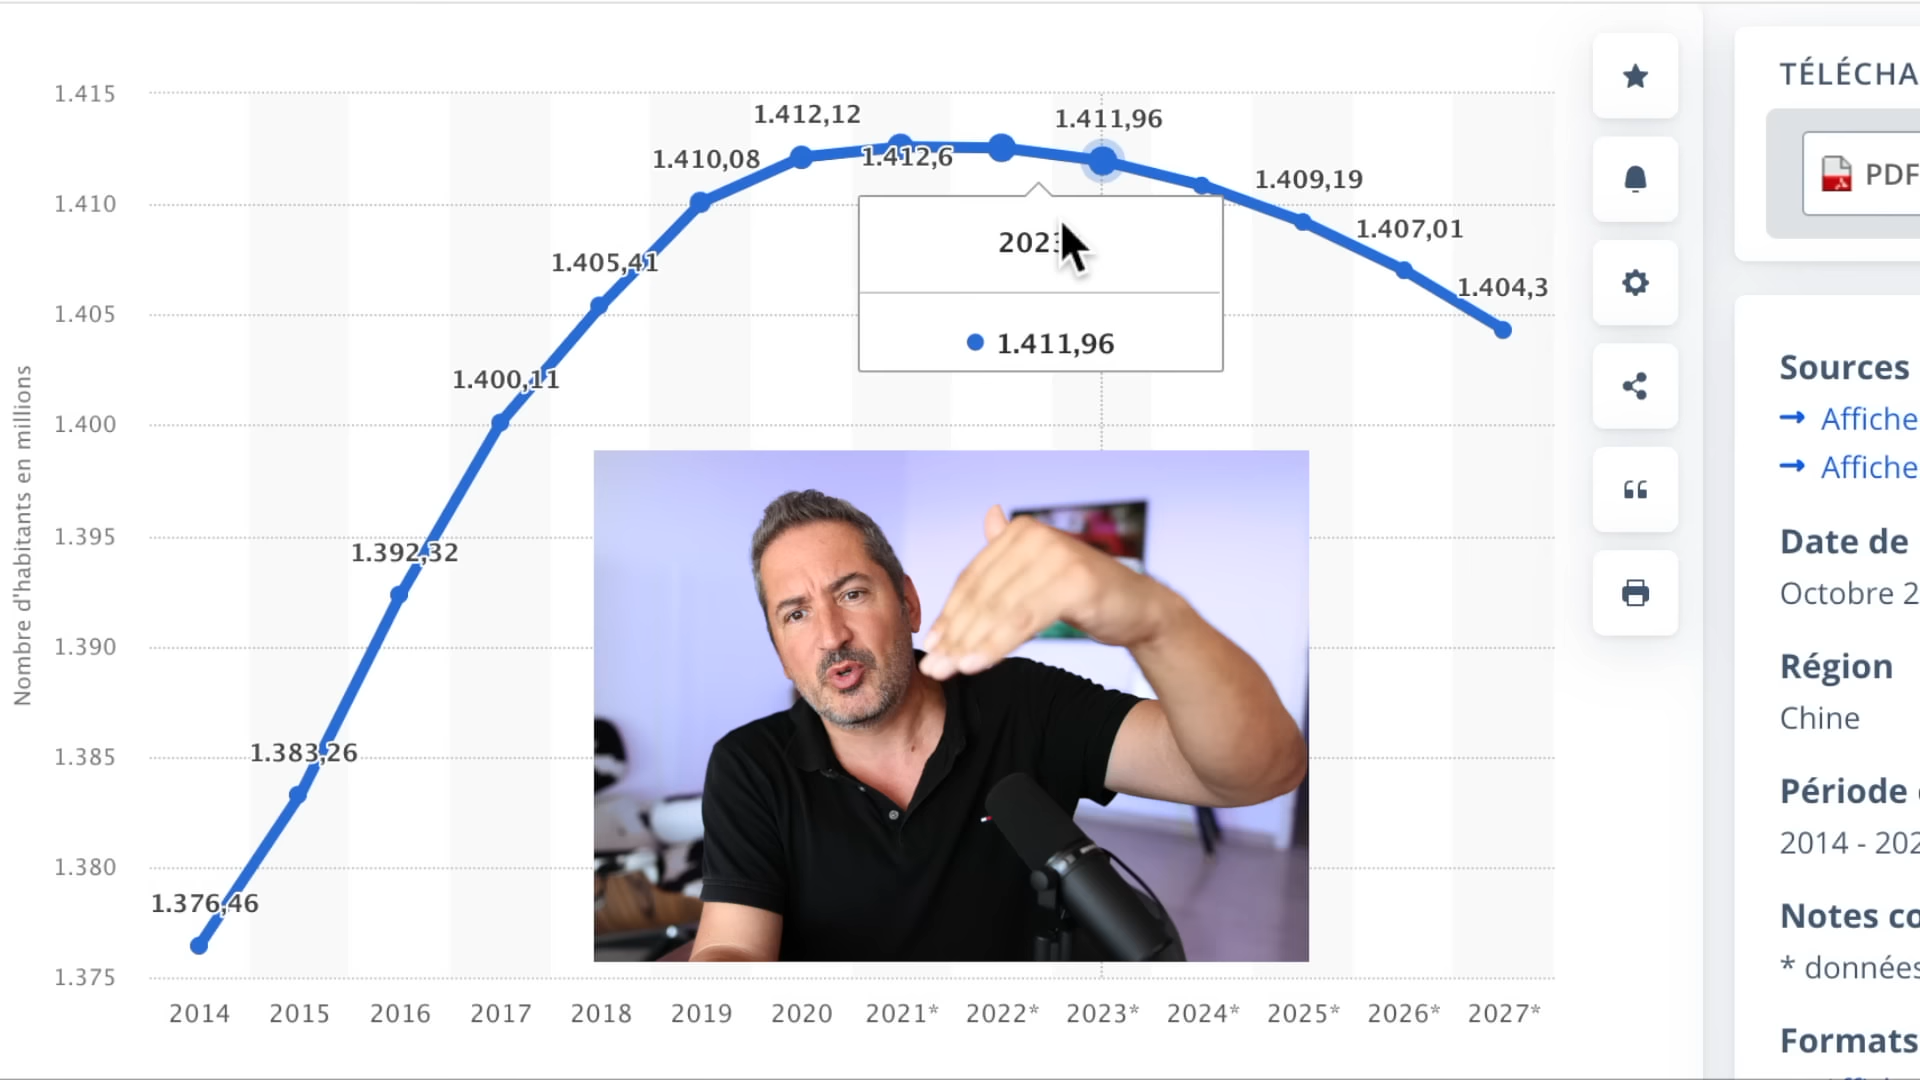 Nombre d'habitants en millions
1.415
1.410
1.405
1.400
1.395
1.390
1.385
1.380
1.375
1.376,46
1.383,26
1.392,32
1.400,11
1.405,41
1.410,08
1.412,12
1.412,6
1.411,96
1.409,19
1.407,01
1.404,3
1.411,96
2014 2015 2016 2017 2018 2019 2020 2021* 2022* 2023* 2024* 2025* 2026* 2027*
TÉLÉCHA
PDF
Sources
→ Affiche
→ Affiche
Date de
Octobre 2
Région
Chine
Période
2014 - 202
Notes co
* données
Formats